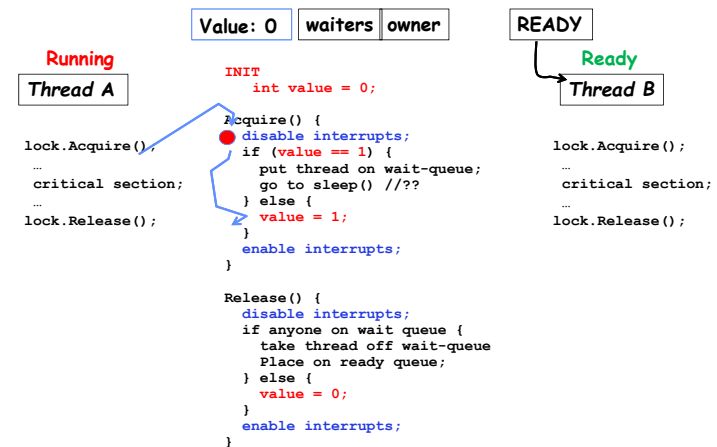 Value: 0 waiters owner READY
Running
Thread A
lock.Acquire();
…
critical section;
…
lock.Release();
INIT
int value = 0;
Acquire() {
disable interrupts;
if (value == 1) {
put thread on wait-queue;
go to sleep() //??
} else {
value = 1;
}
enable interrupts;
}
Release() {
disable interrupts;
if anyone on wait queue {
take thread off wait-queue
Place on ready queue;
} else {
value = 0;
}
enable interrupts;
}
Ready
Thread B
lock.Acquire();
…
critical section;
…
lock.Release();